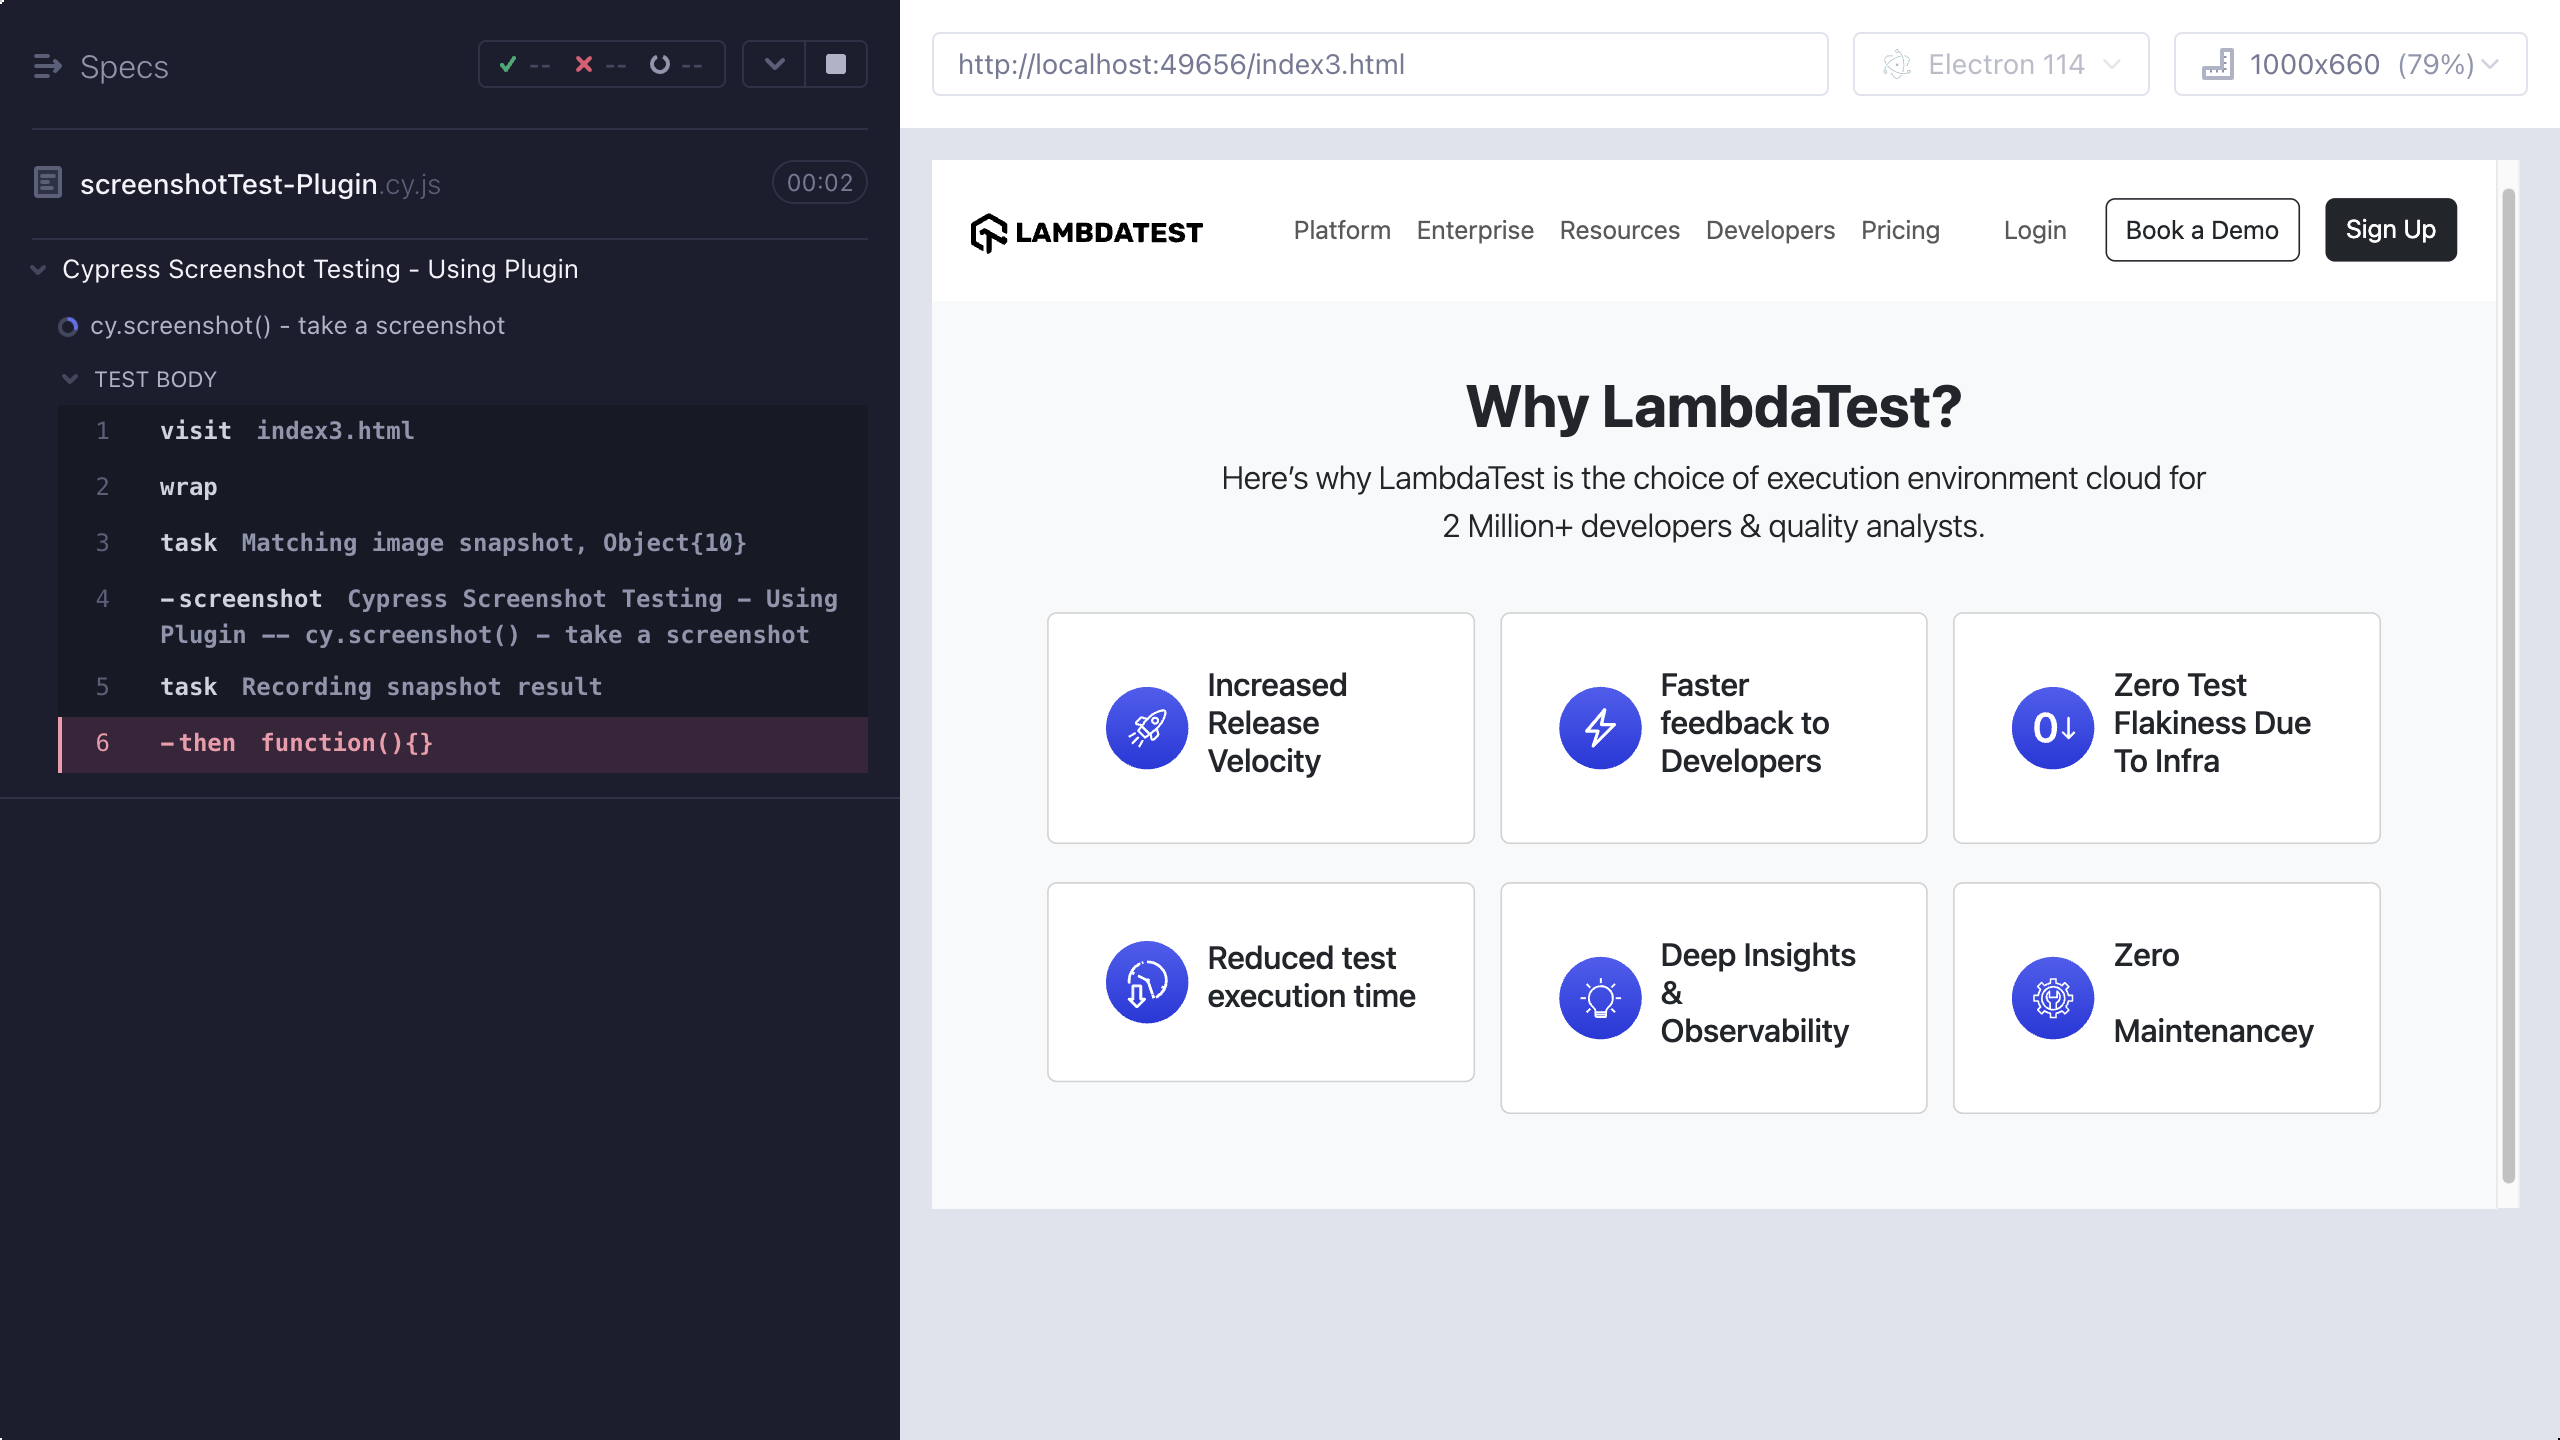 Specs
-- -- --
screenshotTest-Plugin.cy.js
00:02
Cypress Screenshot Testing - Using Plugin
cy.screenshot() - take a screenshot
TEST BODY
1 visit index3.html
2 wrap
3 task Matching image snapshot, Object{10}
4 -screenshot Cypress Screenshot Testing - Using
Plugin -- cy.screenshot() - take a screenshot
5 task Recording snapshot result
6 -then function(){}
http://localhost:49656/index3.html
Electron 114
1000x660 (79%)
LAMBDATEST
Platform Enterprise Resources Developers Pricing Login Book a Demo Sign Up
Why LambdaTest?
Here’s why LambdaTest is the choice of execution environment cloud for
2 Million+ developers & quality analysts.
Increased
Release
Velocity
Faster
feedback to
Developers
0↓
Zero Test
Flakiness Due
To Infra
Reduced test
execution time
Deep Insights
&
Observability
Zero
Maintenancey